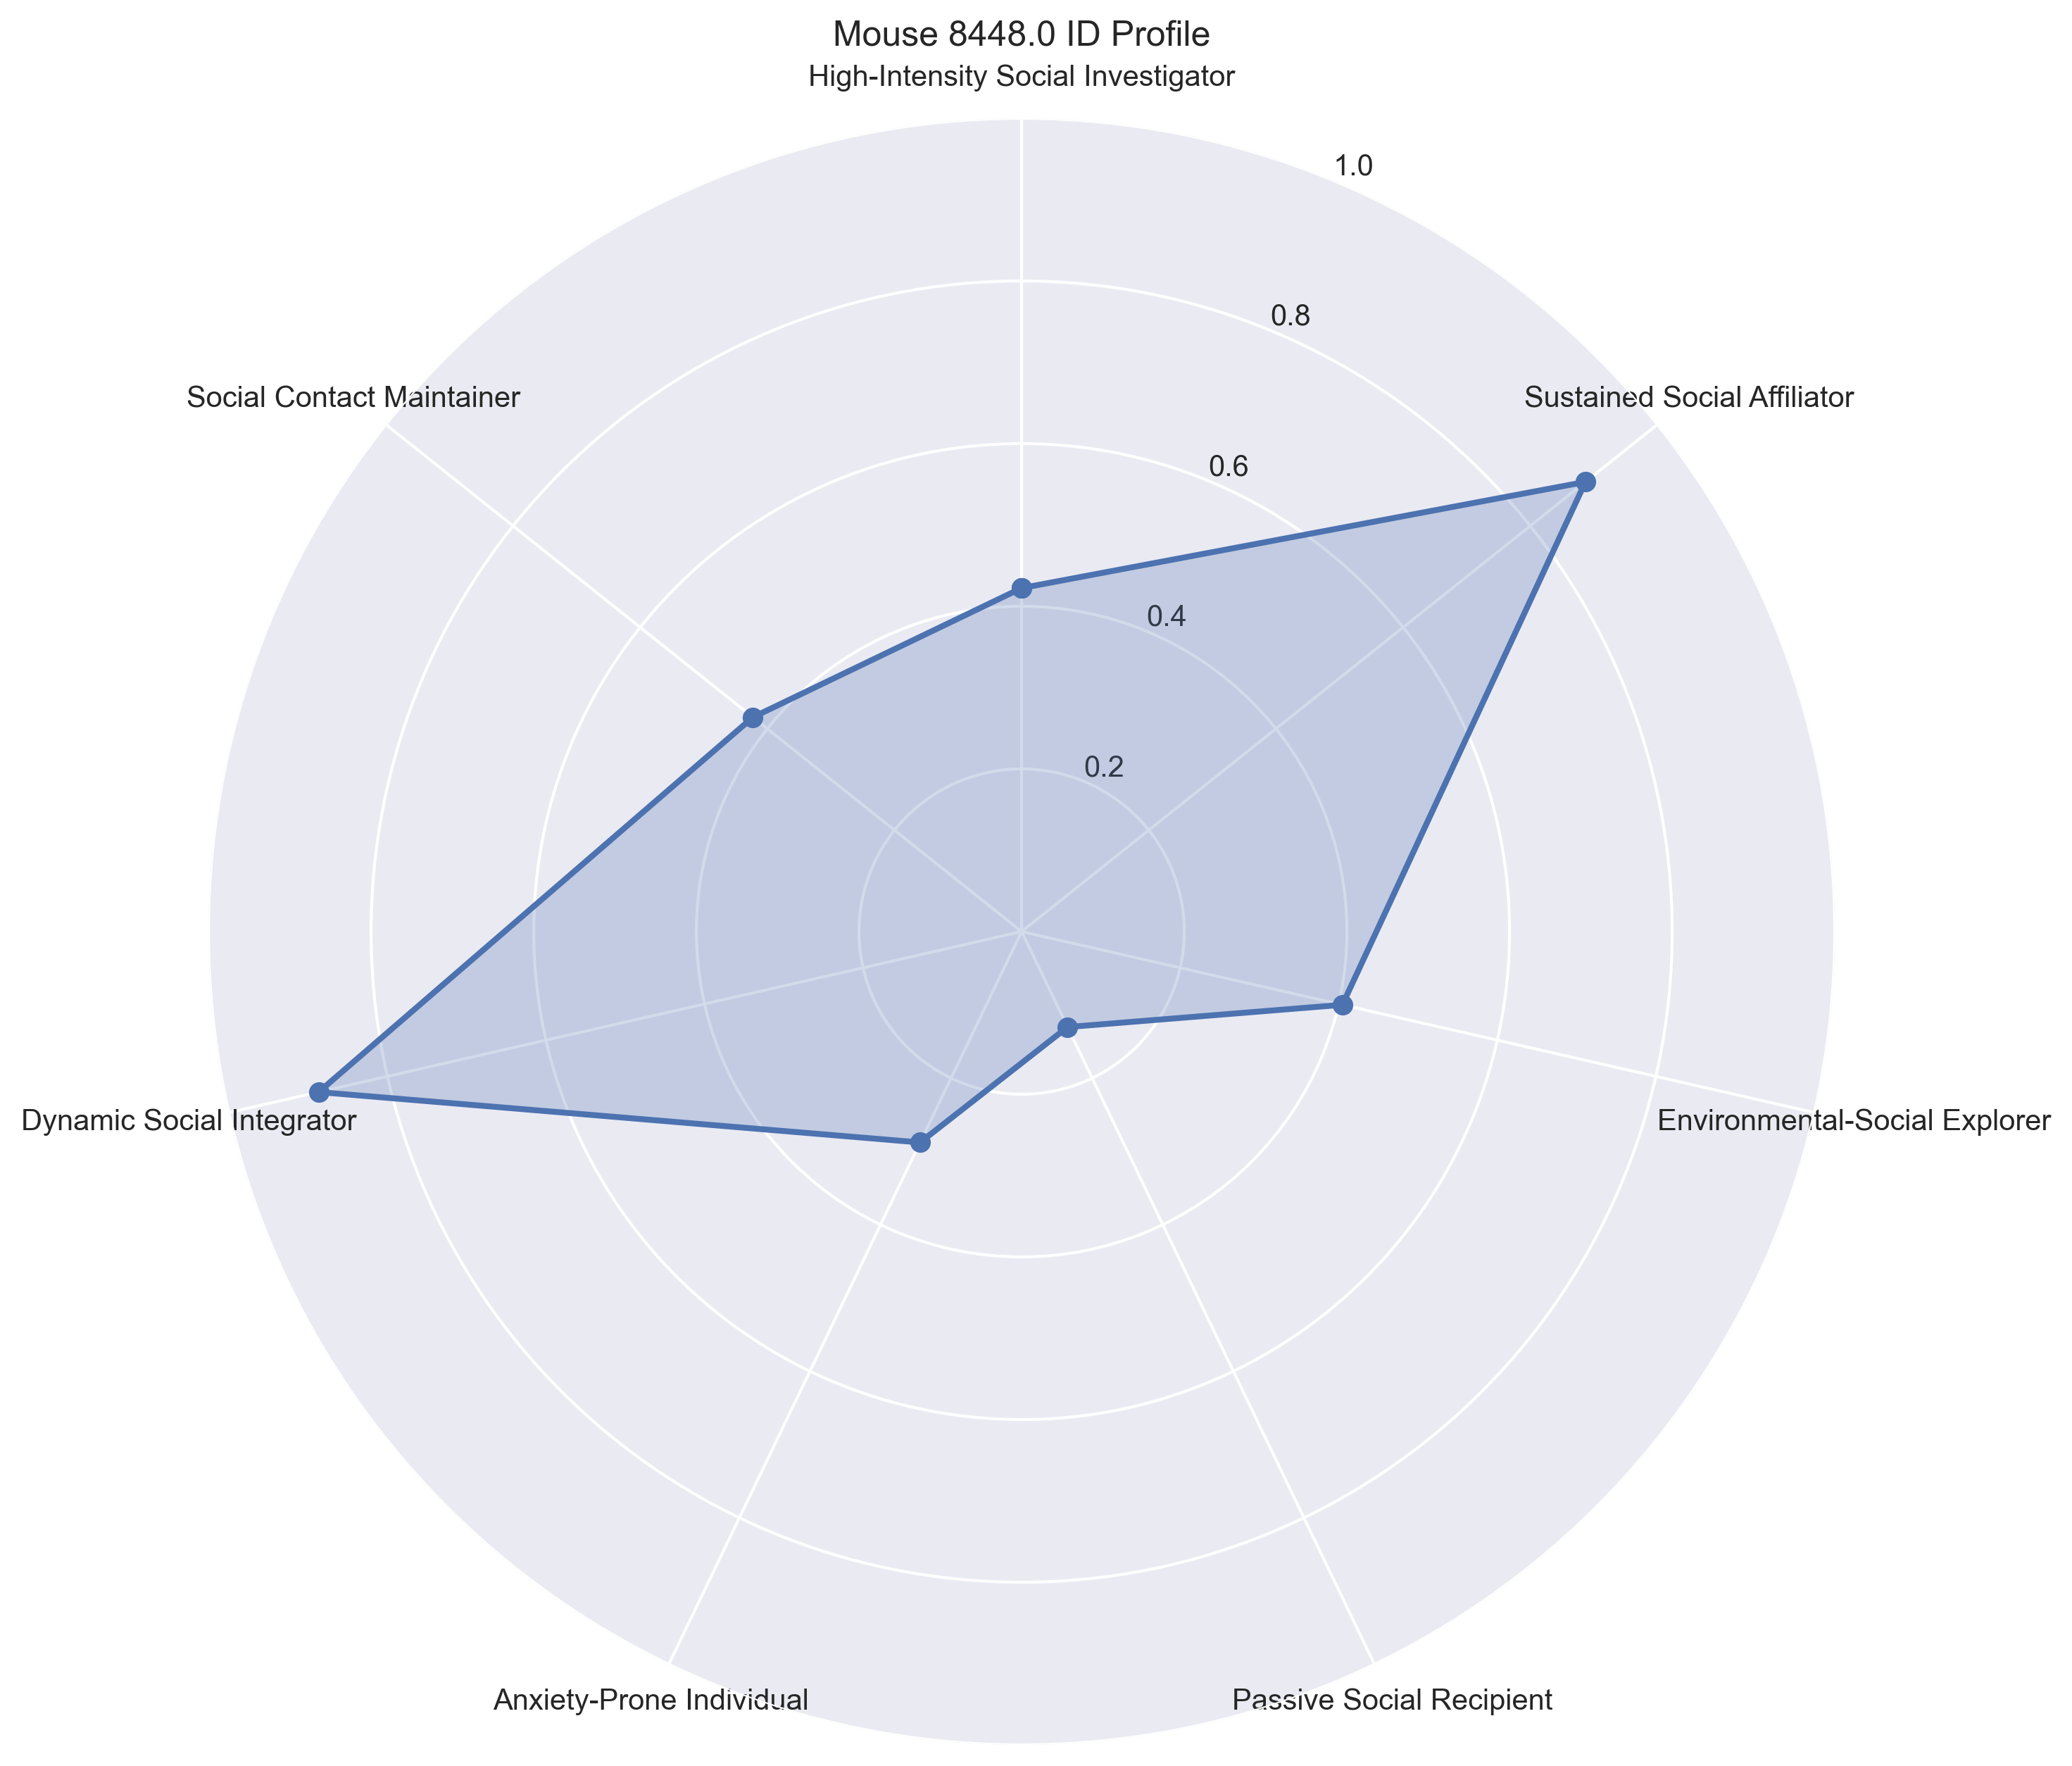 Mouse 8448.0 ID Profile
High-Intensity Social Investigator
1.0
0.8
Social Contact Maintainer
Sustained Social Affiliator
0.6
0.4
0.2
Dynamic Social Integrator
Environmental-Social Explorer
Anxiety-Prone Individual
Passive Social Recipient